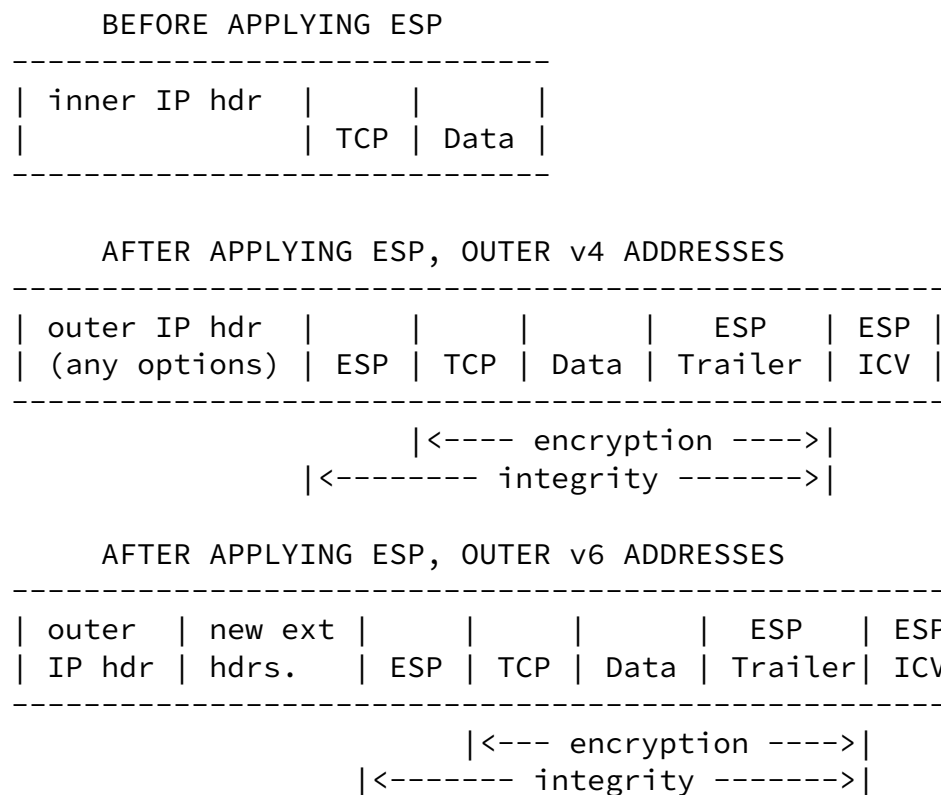 BEFORE APPLYING ESP
-------------------------------
| inner IP hdr  |     |      |
|               | TCP | Data |
-------------------------------
AFTER APPLYING ESP, OUTER v4 ADDRESSES
-----------------------------------------------------
| outer IP hdr  |     |     |      |   ESP   | ESP |
| (any options) | ESP | TCP | Data | Trailer | ICV |
-----------------------------------------------------
|<---- encryption ---->|
|<-------- integrity ------->|
AFTER APPLYING ESP, OUTER v6 ADDRESSES
-----------------------------------------------------
| outer  | new ext |     |     |      |  ESP   | ESP
| IP hdr | hdrs.   | ESP | TCP | Data | Trailer| ICV
-----------------------------------------------------
|<--- encryption ---->|
|<------- integrity ------->|